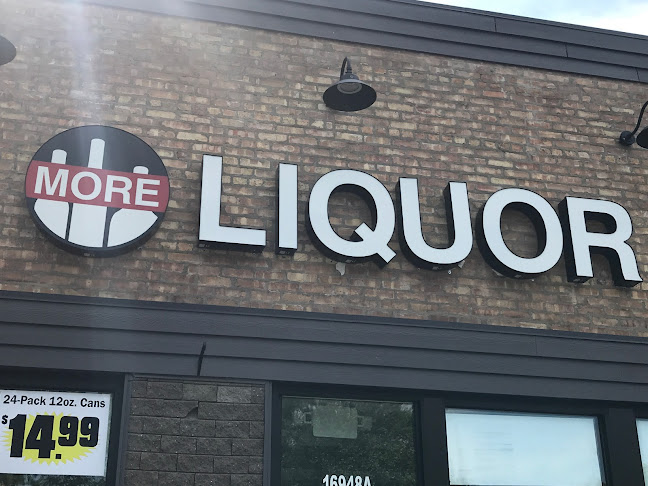 MORE
LIQUOR
24-Pack 12oz. Cans
$14.99
16948A